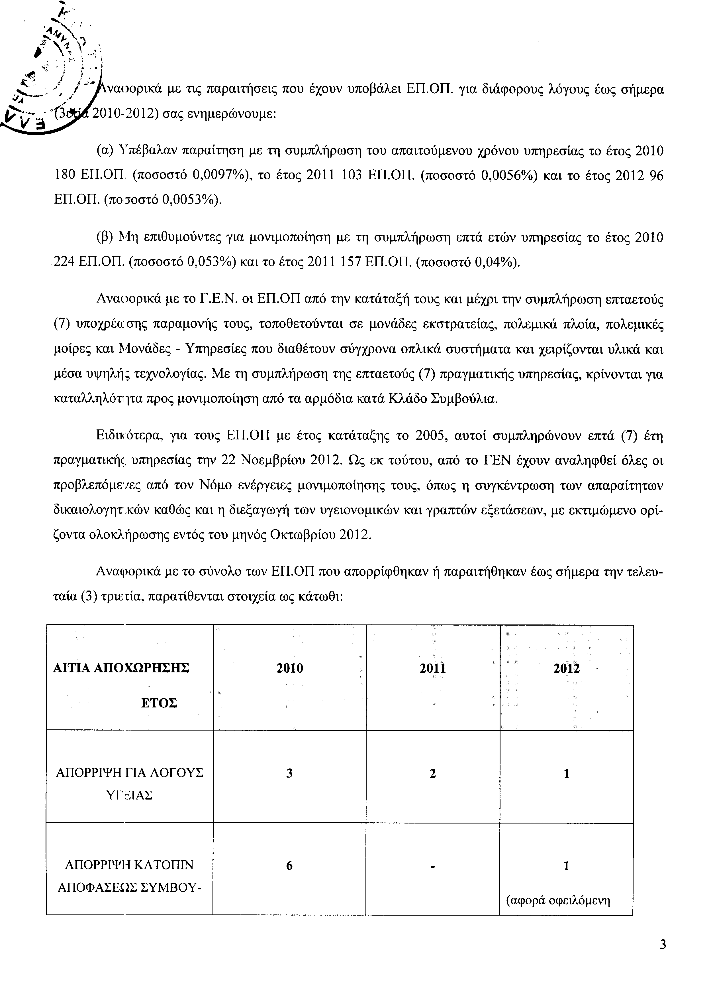 Αναφορικά με τις παραιτήσεις που έχουν υποβάλει ΕΠ.ΟΠ. για διάφορους λόγους έως σήμερα
(3ετία 2010-2012) σας ενημερώνουμε:
(α) Υπέβαλαν παραίτηση με τη συμπλήρωση του απαιτούμενου χρόνου υπηρεσίας το έτος 2010
180 ΕΠ.ΟΠ. (ποσοστό 0,0097%), το έτος 2011 103 ΕΠ.ΟΠ. (ποσοστό 0,0056%) και το έτος 2012 96
ΕΠ.ΟΠ. (ποσοστό 0,0053%).
(β) Μη επιθυμούντες για μονιμοποίηση με τη συμπλήρωση επτά ετών υπηρεσίας το έτος 2010
224 ΕΠ.ΟΠ. (ποσοστό 0,053%) και το έτος 2011 157 ΕΠ.ΟΠ. (ποσοστό 0,04%).
Αναφορικά με το Γ.Ε.Ν. οι ΕΠ.ΟΠ από την κατάταξή τους και μέχρι την συμπλήρωση επταετούς
(7) υποχρέωσης παραμονής τους, τοποθετούνται σε μονάδες εκστρατείας, πολεμικά πλοία, πολεμικές
μοίρες και Μονάδες - Υπηρεσίες που διαθέτουν σύγχρονα οπλικά συστήματα και χειρίζονται υλικά και
μέσα υψηλής τεχνολογίας. Με τη συμπλήρωση της επταετούς (7) πραγματικής υπηρεσίας, κρίνονται για
καταλληλότητα προς μονιμοποίηση από τα αρμόδια κατά Κλάδο Συμβούλια.
Ειδικότερα, για τους ΕΠ.ΟΠ με έτος κατάταξης το 2005, αυτοί συμπληρώνουν επτά (7) έτη
πραγματικής υπηρεσίας την 22 Νοεμβρίου 2012. Ως εκ τούτου, από το ΓΕΝ έχουν αναληφθεί όλες οι
προβλεπόμενες από τον Νόμο ενέργειες μονιμοποίησης τους, όπως η συγκέντρωση των απαραίτητων
δικαιολογητικών καθώς και η διεξαγωγή των υγειονομικών και γραπτών εξετάσεων, με εκτιμώμενο ορί-
ζοντα ολοκλήρωσης εντός του μηνός Οκτωβρίου 2012.
Αναφορικά με το σύνολο των ΕΠ.ΟΠ που απορρίφθηκαν ή παραιτήθηκαν έως σήμερα την τελευ-
ταία (3) τριετία, παρατίθενται στοιχεία ως κάτωθι:
ΑΙΤΙΑ ΑΠΟΧΩΡΗΣΗΣ 2010 2011 2012
ΕΤΟΣ
ΑΠΟΡΡΙΨΗ ΓΙΑ ΛΟΓΟΥΣ 3 2 1
ΥΓΕΙΑΣ
ΑΠΟΡΡΙΨΗ ΚΑΤΟΠΙΝ 6 - 1
ΑΠΟΦΑΣΕΩΣ ΣΥΜΒΟΥ-
(αφορά οφειλόμενη
3